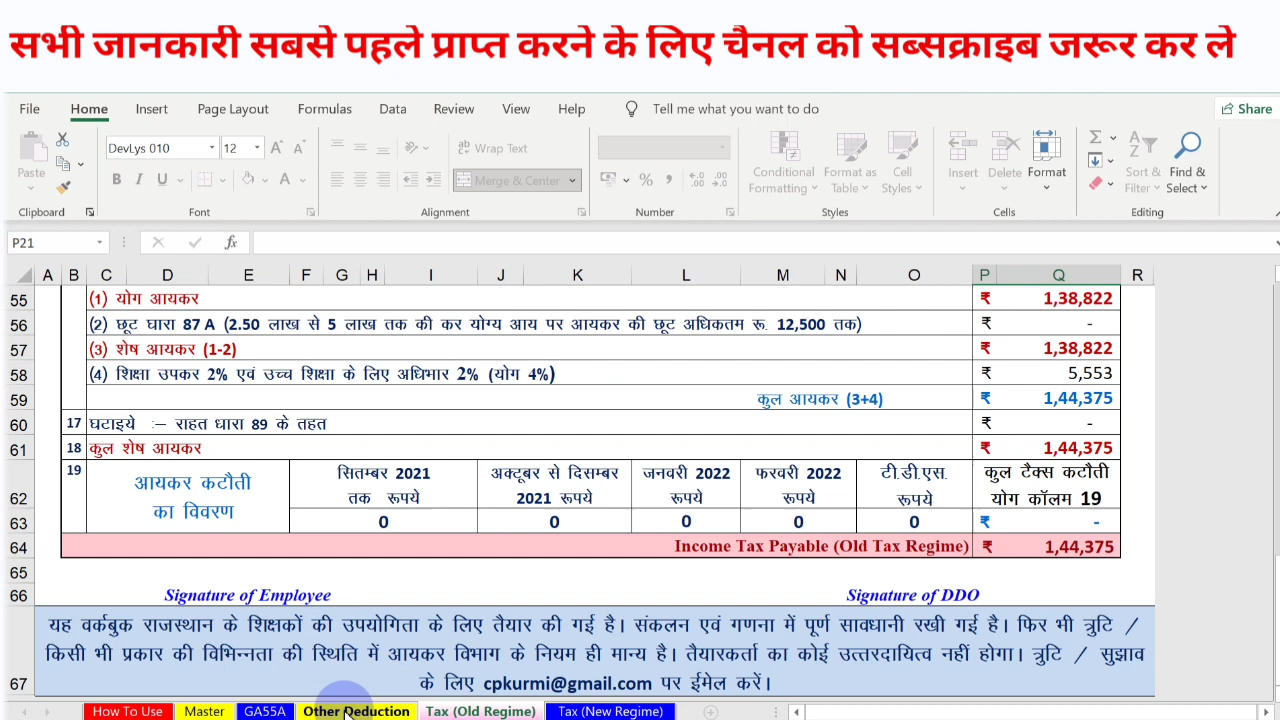 सभी जानकारी सबसे पहले प्राप्त करने के लिए चैनल को सब्सक्राइब जरूर कर ले
File Home Insert Page Layout Formulas Data Review View Help Tell me what you want to do Share
DevLys 010 12 Wrap Text
Paste B I U Merge & Center % Conditional Formatting Format as Table Cell Styles Insert Delete Format Sort & Filter Find & Select
Clipboard Font Alignment Number Styles Cells Editing
P21 fx
A B C D E F G H I J K L M N O P Q R
55 (1) योग आयकर ₹ 1,38,822
56 (2) छूट धारा 87 A (2.50 लाख से 5 लाख तक की कर योग्य आय पर आयकर की छूट अधिकतम रू. 12,500 तक) ₹ -
57 (3) शेष आयकर (1-2) ₹ 1,38,822
58 (4) शिक्षा उपकर 2% एवं उच्च शिक्षा के लिए अधिभार 2% (योग 4%) ₹ 5,553
59 कुल आयकर (3+4) ₹ 1,44,375
60 17 घटाइये :– राहत धारा 89 के तहत ₹ -
61 18 कुल शेष आयकर ₹ 1,44,375
19 आयकर कटौती सितम्बर 2021 अक्टूबर से दिसम्बर जनवरी 2022 फरवरी 2022 टी.डी.एस. कुल टैक्स कटौती
62 का विवरण तक रूपये 2021 रूपये रूपये रूपये रूपये योग कॉलम 19
63 0 0 0 0 0 ₹ -
64 Income Tax Payable (Old Tax Regime) ₹ 1,44,375
65
66 Signature of Employee Signature of DDO
यह वर्कबुक राजस्थान के शिक्षकों की उपयोगिता के लिए तैयार की गई है। संकलन एवं गणना में पूर्ण सावधानी रखी गई है। फिर भी त्रुटि /
किसी भी प्रकार की विभिन्नता की स्थिति में आयकर विभाग के नियम ही मान्य है। तैयारकर्ता का कोई उत्तरदायित्व नहीं होगा। त्रुटि / सुझाव
67 के लिए cpkurmi@gmail.com पर ईमेल करें।
How To Use Master GA55A Other Deduction Tax (Old Regime) Tax (New Regime)